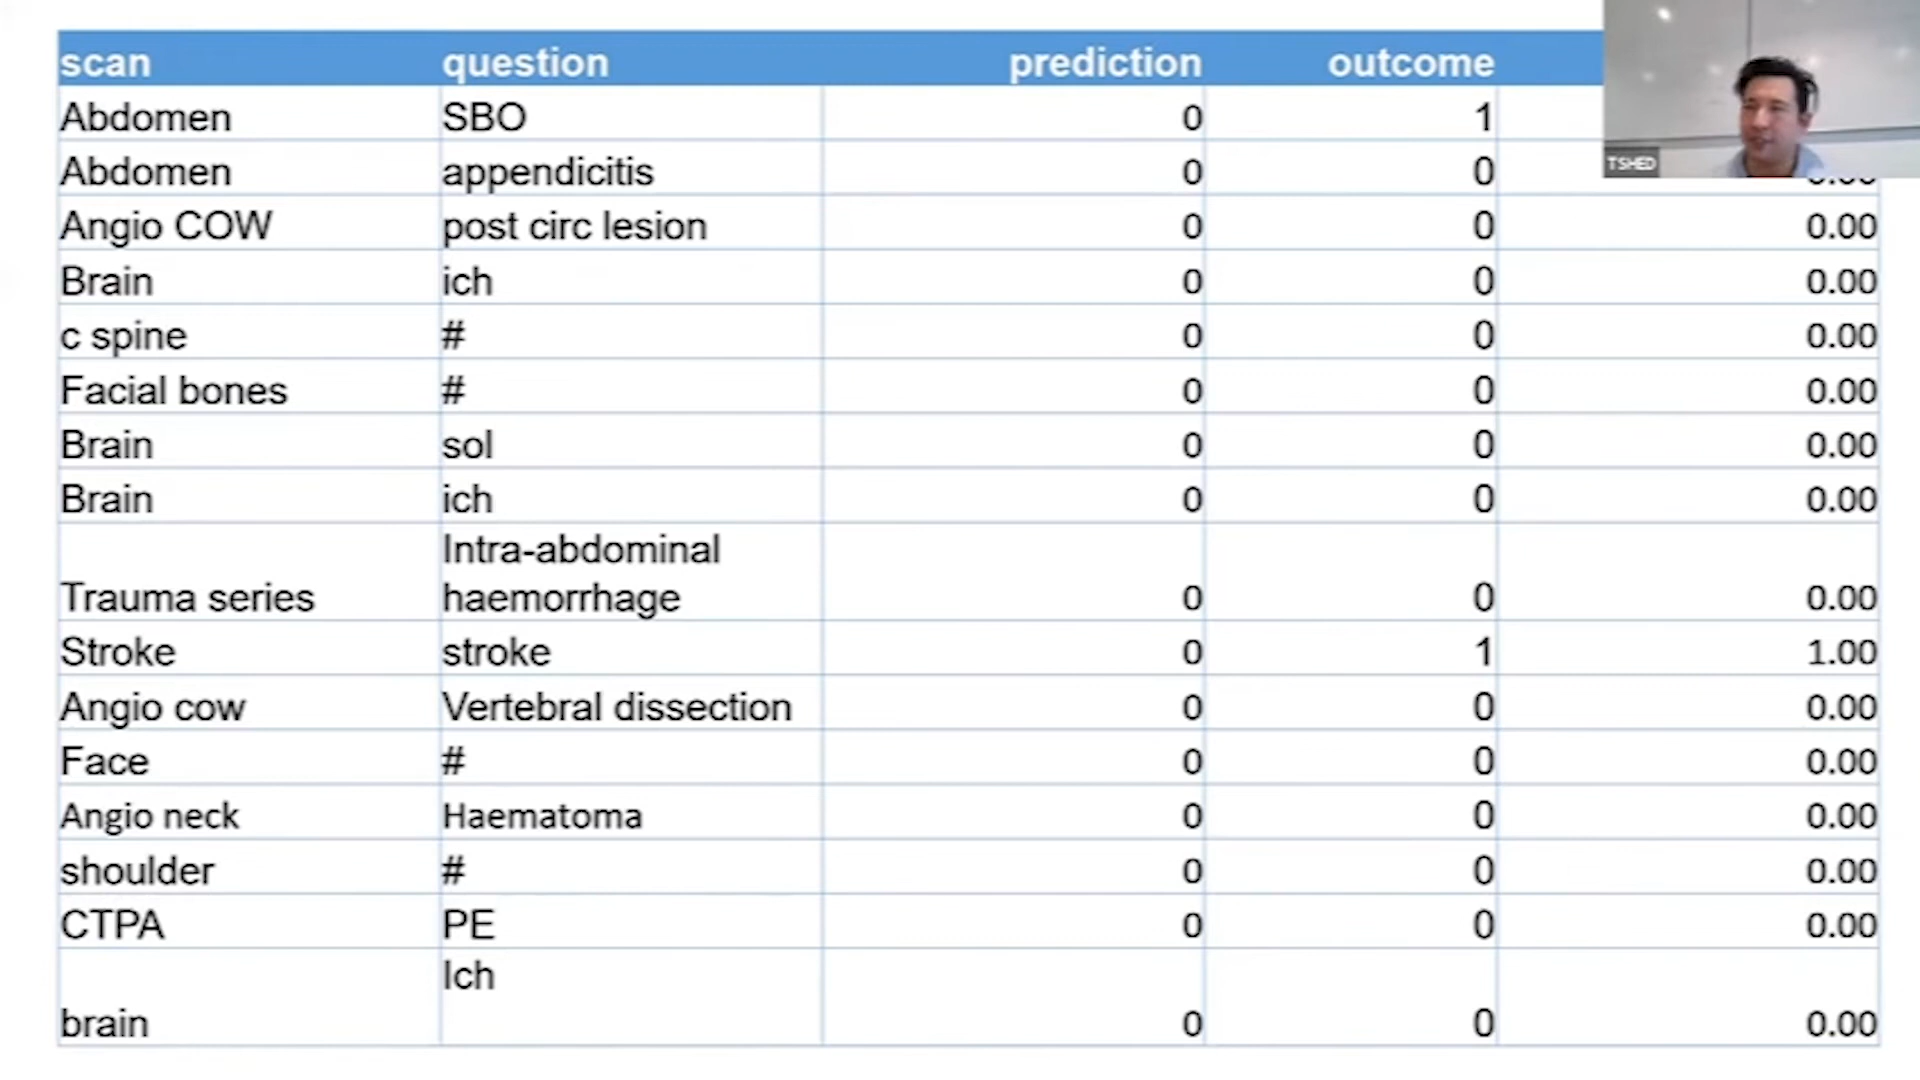 scan question prediction outcome
Abdomen SBO 0 1
Abdomen appendicitis 0 0
Angio COW post circ lesion 0 0 0.00
Brain ich 0 0 0.00
c spine # 0 0 0.00
Facial bones # 0 0 0.00
Brain sol 0 0 0.00
Brain ich 0 0 0.00
Intra-abdominal
Trauma series haemorrhage 0 0 0.00
Stroke stroke 0 1 1.00
Angio cow Vertebral dissection 0 0 0.00
Face # 0 0 0.00
Angio neck Haematoma 0 0 0.00
shoulder # 0 0 0.00
CTPA PE 0 0 0.00
Ich
brain 0 0 0.00
TSHED